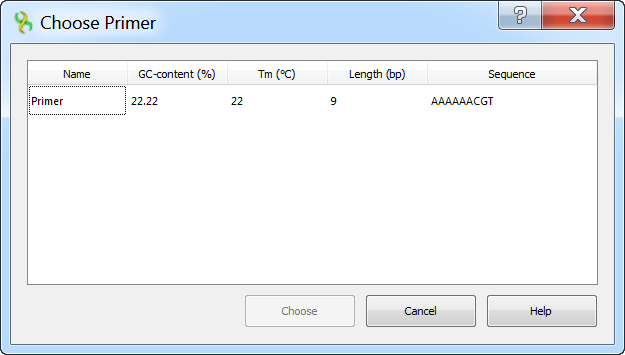 Choose Primer
Name GC-content (%) Tm (°C) Length (bp) Sequence
Primer 22.22 22 9 AAAAAACGT
Choose Cancel Help